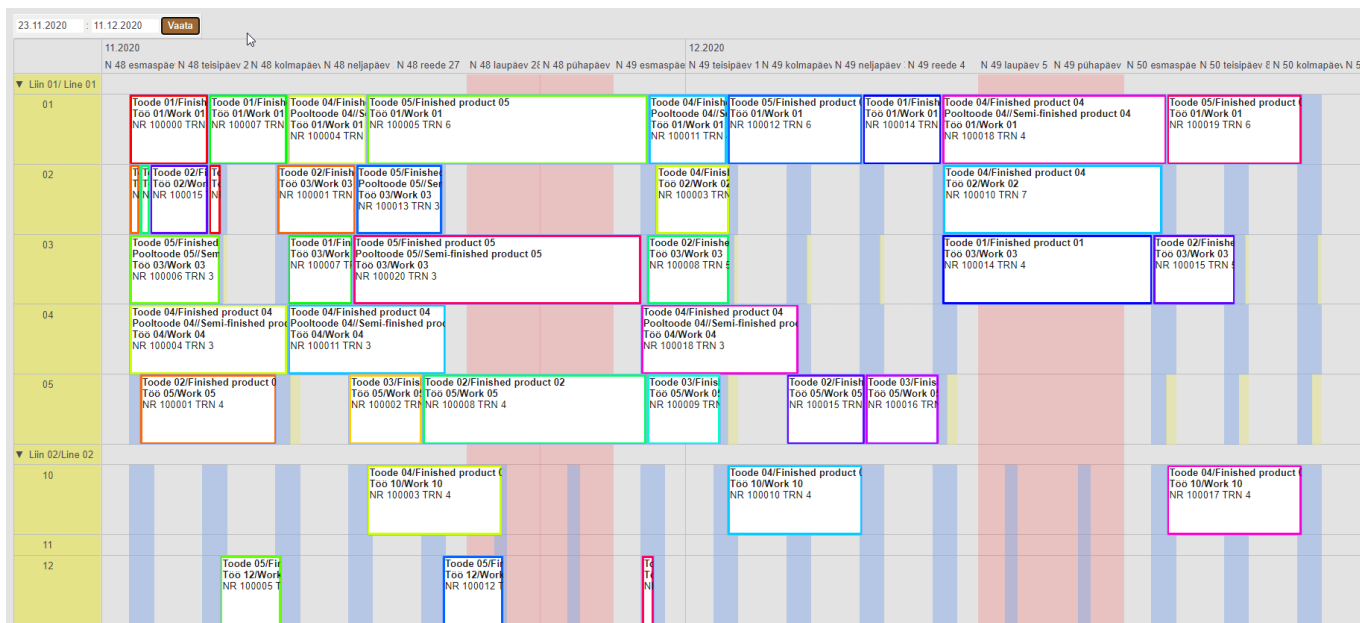 23.11.2020 : 11.12.2020 Vaata
11.2020 12.2020
N 48 esmaspäe N 48 teisipäev 2 N 48 kolmapäev N 48 neljapäev N 48 reede 27 N 48 laupäev 28 N 48 pühapäev N 49 esmaspäe N 49 teisipäev 1 N 49 kolmapäev N 49 neljapäev N 49 reede 4 N 49 laupäev 5 N 49 pühapäev N 50 esmaspäe N 50 teisipäev 8 N 50 kolmapäev N 5
▼ Liin 01/ Line 01
01
Toode 01/Finish
Töö 01/Work 01
NR 100000 TRN
Toode 01/Finish
Töö 01/Work 01
NR 100007 TRN
Toode 04/Finish
Pooltoode 04//S
Töö 01/Work 01
NR 100004 TRN
Toode 05/Finished product 05
Töö 01/Work 01
NR 100005 TRN 6
Toode 04/Finish
Pooltoode 04//S
Töö 01/Work 01
NR 100011 TRN
Toode 05/Finished product
Töö 01/Work 01
NR 100012 TRN 6
Toode 01/Finish
Töö 01/Work 01
NR 100014 TRN
Toode 04/Finished product 04
Pooltoode 04//Semi-finished product 04
Töö 01/Work 01
NR 100018 TRN 4
Toode 05/Finished product
Töö 01/Work 01
NR 100019 TRN 6
02
Toode 02/Fi
Töö 02/Work
NR 100015
Toode 02/Finish
Töö 03/Work 03
NR 100001 TRN
Toode 05/Finishe
Pooltoode 05//Se
Töö 03/Work 03
NR 100013 TRN 3
Toode 04/Finis
Töö 02/Work 02
NR 100003 TRN
Toode 04/Finished product 04
Töö 02/Work 02
NR 100010 TRN 7
03
Toode 05/Finished
Pooltoode 05//Sem
Töö 03/Work 03
NR 100006 TRN 3
Toode 01/Fin
Töö 03/Work
NR 100007 T
Toode 05/Finished product 05
Pooltoode 05//Semi-finished product 05
Töö 03/Work 03
NR 100020 TRN 3
Toode 02/Finishe
Töö 03/Work 03
NR 100008 TRN 5
Toode 01/Finished product 01
Töö 03/Work 03
NR 100014 TRN 4
Toode 02/Finishe
Töö 03/Work 03
NR 100015 TRN 5
04
Toode 04/Finished product 04
Pooltoode 04//Semi-finished prod
Töö 04/Work 04
NR 100004 TRN 3
Toode 04/Finished product 04
Pooltoode 04//Semi-finished prod
Töö 04/Work 04
NR 100011 TRN 3
Toode 04/Finished product 04
Pooltoode 04//Semi-finished prod
Töö 04/Work 04
NR 100018 TRN 3
05
Toode 02/Finished product 0
Töö 05/Work 05
NR 100001 TRN 4
Toode 03/Finis
Töö 05/Work 05
NR 100002 TRN
Toode 02/Finished product 02
Töö 05/Work 05
NR 100008 TRN 4
Toode 03/Finis
Töö 05/Work 05
NR 100009 TRN
Toode 02/Finish
Töö 05/Work 05
NR 100015 TRN
Toode 03/Finis
Töö 05/Work 05
NR 100016 TRN
▼ Liin 02/Line 02
10
Toode 04/Finished product 0
Töö 10/Work 10
NR 100003 TRN 4
Toode 04/Finished product
Töö 10/Work 10
NR 100010 TRN 4
Toode 04/Finished product
Töö 10/Work 10
NR 100017 TRN 4
11
12
Toode 05/Fin
Töö 12/Work
NR 100005 T
Toode 05/Fi
Töö 12/Work
NR 100012 T